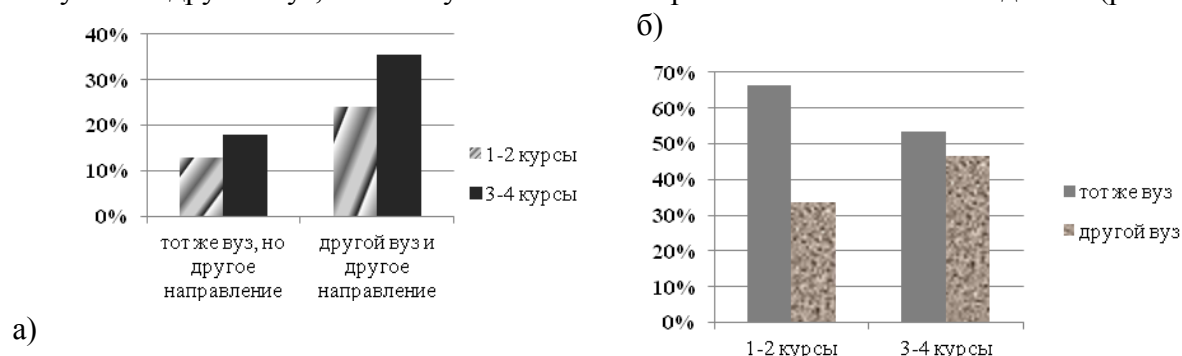 б)
40%
30%
20%
10%
0%
тот же вуз, но
другое
направление
другой вуз и
другое
направление
1-2 курсы
3-4 курсы
а)
70%
60%
50%
40%
30%
20%
10%
0%
1-2 курсы
3-4 курсы
тот же вуз
другой вуз